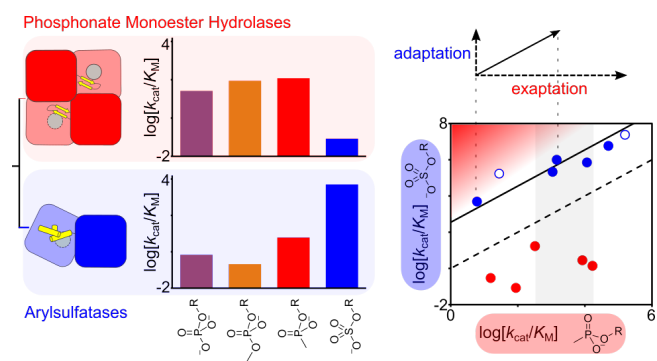 Phosphonate Monoester Hydrolases
4
log[kcat/KM]
-2
4
log[kcat/KM]
-2
Arylsulfatases
O R
O P O-
O-
O R
O P O-
O
O R
O P O-
O R
O S O
O-
adaptation
exaptation
8
log[kcat/KM]
O O R
O S
-O
-4
0
6
log[kcat/KM]
O
P O R
O-